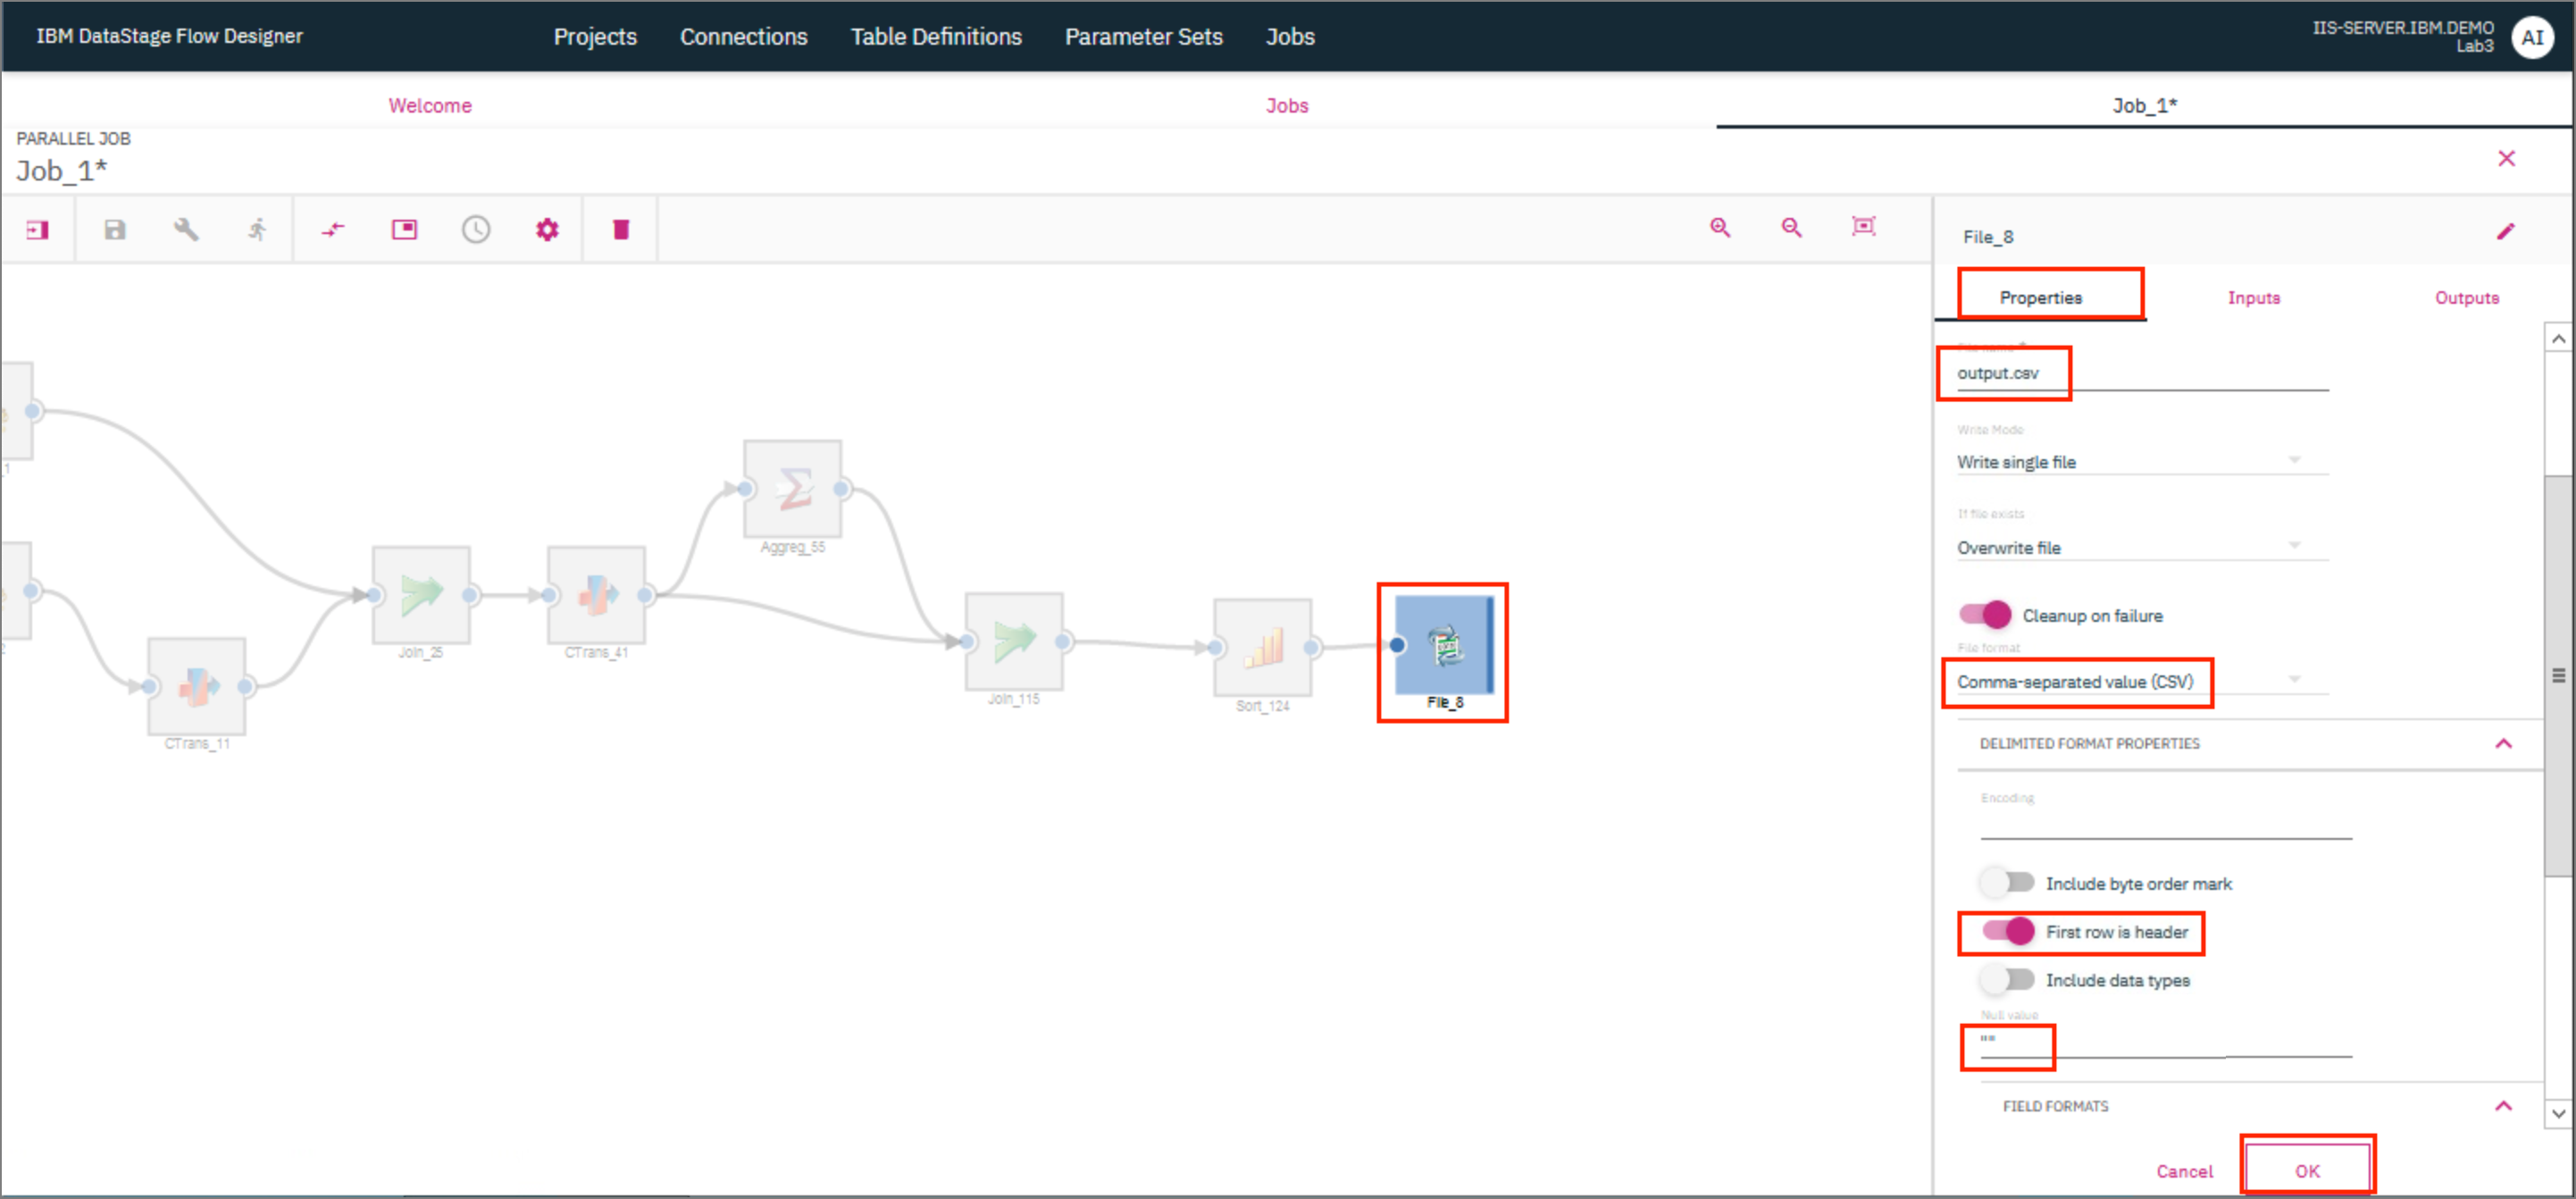 IBM DataStage Flow Designer
Projects
Connections
Table Definitions
Parameter Sets
Jobs
IIS-SERVER.IBM.DEMO
Lab3
AI
Welcome
Jobs
Job_1*
PARALLEL JOB
Job_1*
File_8
Properties
Inputs
Outputs
File name *
output.csv
Write Mode
Write single file
If file exists
Overwrite file
Cleanup on failure
File format
Comma-separated value (CSV)
DELIMITED FORMAT PROPERTIES
Encoding
Include byte order mark
First row is header
Include data types
Null value
""
FIELD FORMATS
Cancel
OK
_1
2
CTrans_11
Join_25
CTrans_41
Aggreg_55
Join_115
Sort_124
File_8